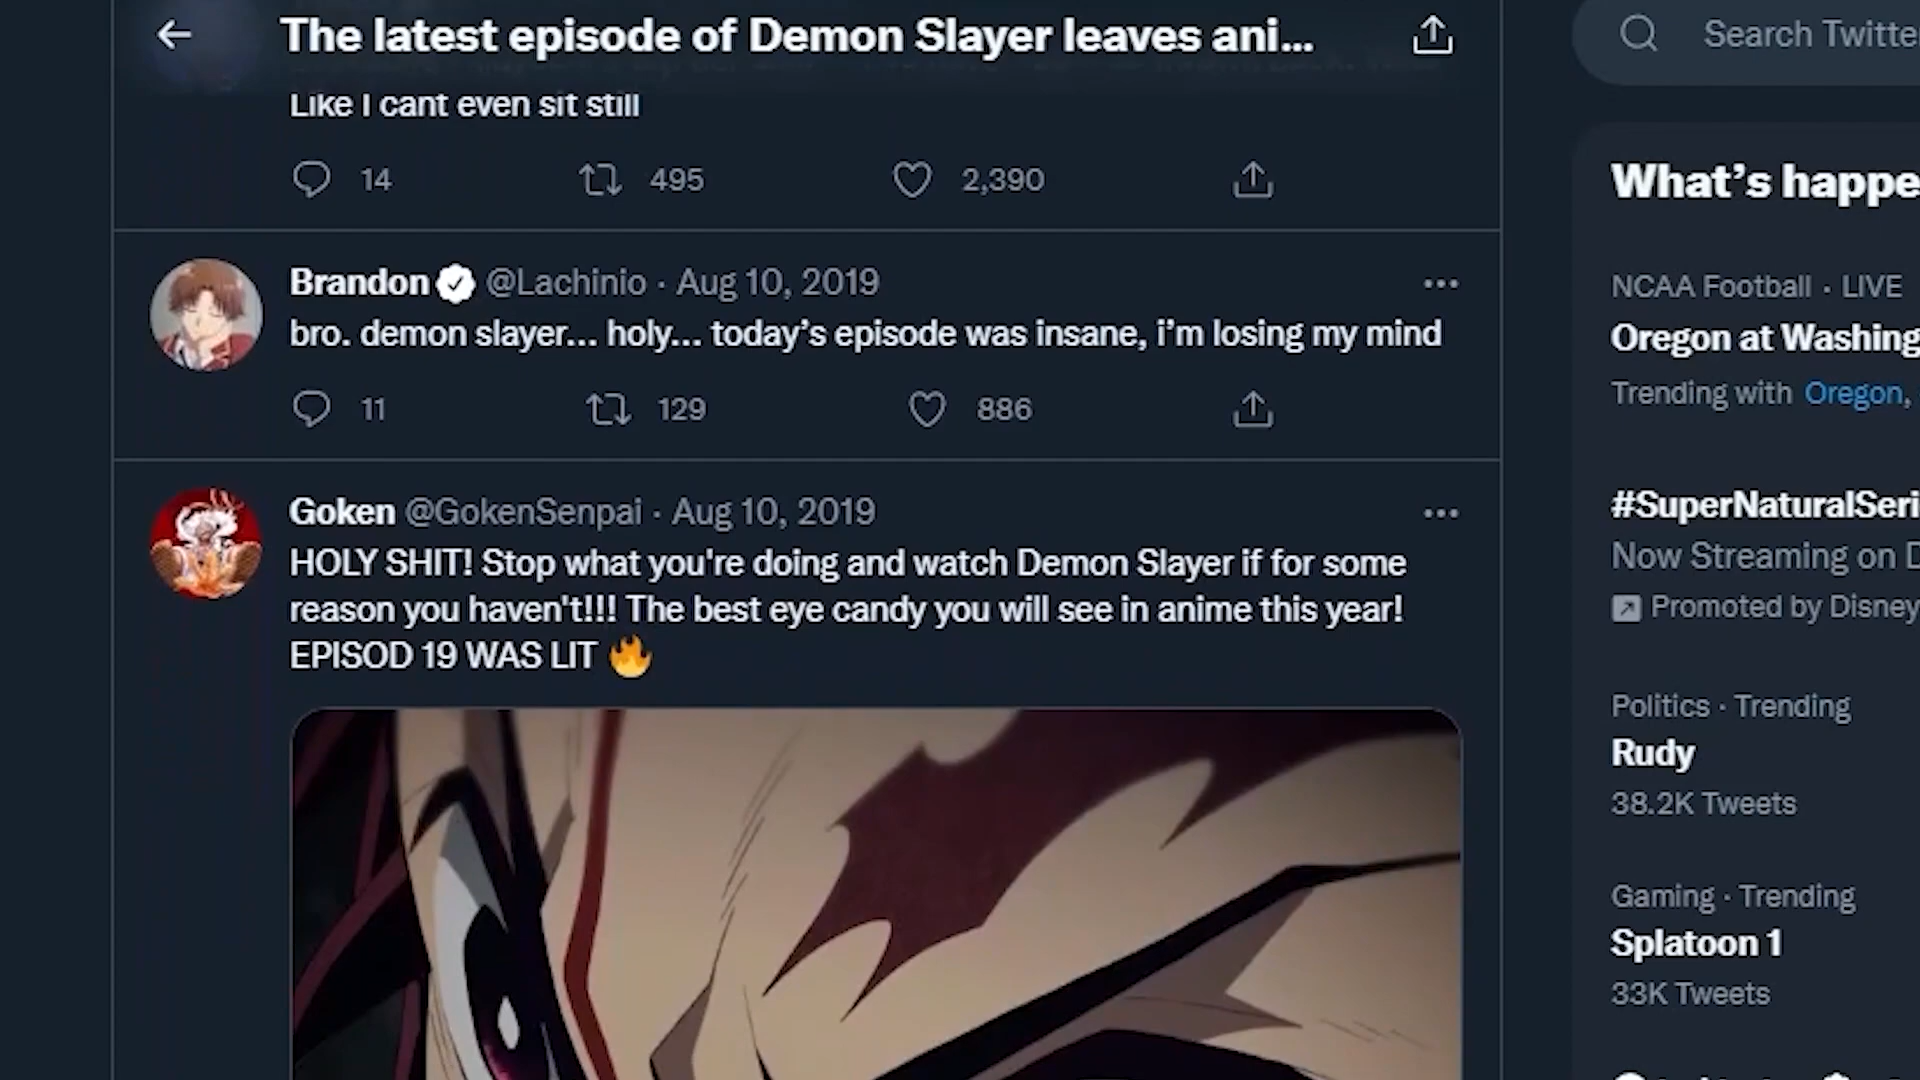 The latest episode of Demon Slayer leaves ani...
Search Twitte
Like I cant even sit still
14 495 2,390
What's happe
Brandon @Lachinio · Aug 10, 2019
bro. demon slayer... holy... today's episode was insane, i'm losing my mind
11 129 886
NCAA Football · LIVE
Oregon at Washing
Trending with Oregon,
Goken @GokenSenpai · Aug 10, 2019
HOLY SHIT! Stop what you're doing and watch Demon Slayer if for some
reason you haven't!!! The best eye candy you will see in anime this year!
EPISOD 19 WAS LIT 🔥
#SuperNaturalSeri
Now Streaming on D
Promoted by Disney
Politics · Trending
Rudy
38.2K Tweets
Gaming · Trending
Splatoon 1
33K Tweets